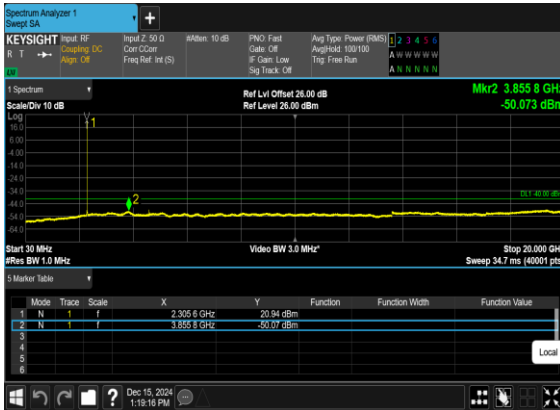 Spectrum Analyzer 1
Swept SA
+
KEYSIGHT Input: RF Input Z: 50 Ω #Atten: 10 dB PNO: Fast Avg Type: Power (RMS) 1 2 3 4 5 6
R T Coupling: DC Corr CCorr Gate: Off Avg|Hold: 100/100 A W W W W W
Align: Off Freq Ref: Int (S) IF Gain: Low Trig: Free Run
Sig Track: Off A N N N N N
1 Spectrum Ref Lvl Offset 26.00 dB Mkr2 3.855 8 GHz
Scale/Div 10 dB Ref Level 26.00 dBm -50.073 dBm
Log
16.0
6.00
-4.00
-14.0
-24.0
-34.0
-44.0
-54.0
-64.0
1
2
Start 30 MHz Video BW 3.0 MHz* Stop 20.000 GHz
#Res BW 1.0 MHz Sweep 34.7 ms (40001 pts)
5 Marker Table
Mode Trace Scale X Y Function Function Width Function Value
1 N 1 f 2.305 6 GHz 20.94 dBm
2 N 1 f 3.855 8 GHz -50.07 dBm
3
4
5
6
Local
? Dec 15, 2024
1:19:16 PM